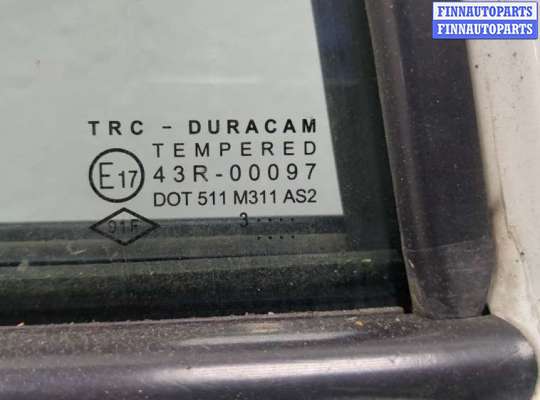 FINNAUTOPARTS
FINNAUTOPARTS
TRC - DURACAM
TEMPERED
E17 43R-00097
DOT 511 M311 AS2
91F 3.....